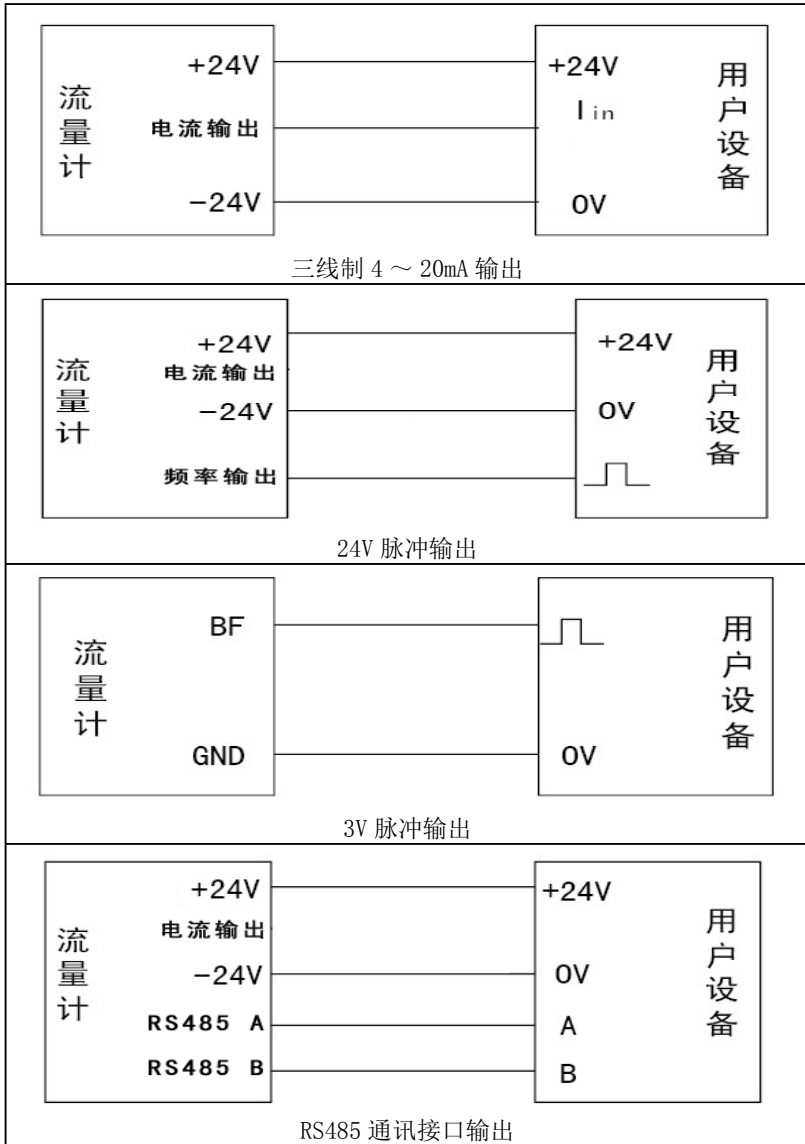 流量计
+24V
电流输出
-24V
+24V
I in
0V
用户设备
三线制 4 ~ 20mA 输出
流量计
+24V
电流输出
-24V
频率输出
+24V
0V
用户设备
24V 脉冲输出
流量计
BF
GND
0V
用户设备
3V 脉冲输出
流量计
+24V
电流输出
-24V
RS485 A
RS485 B
+24V
0V
A
B
用户设备
RS485 通讯接口输出